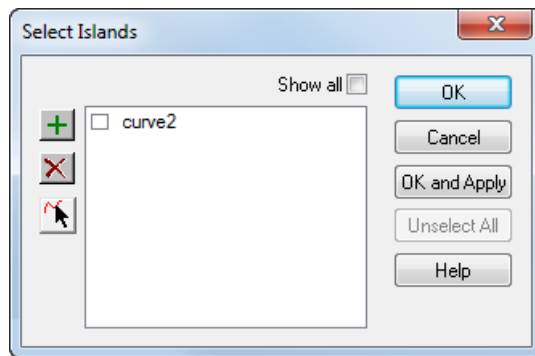 Select Islands
Show all
curve2
OK
Cancel
OK and Apply
Unselect All
Help